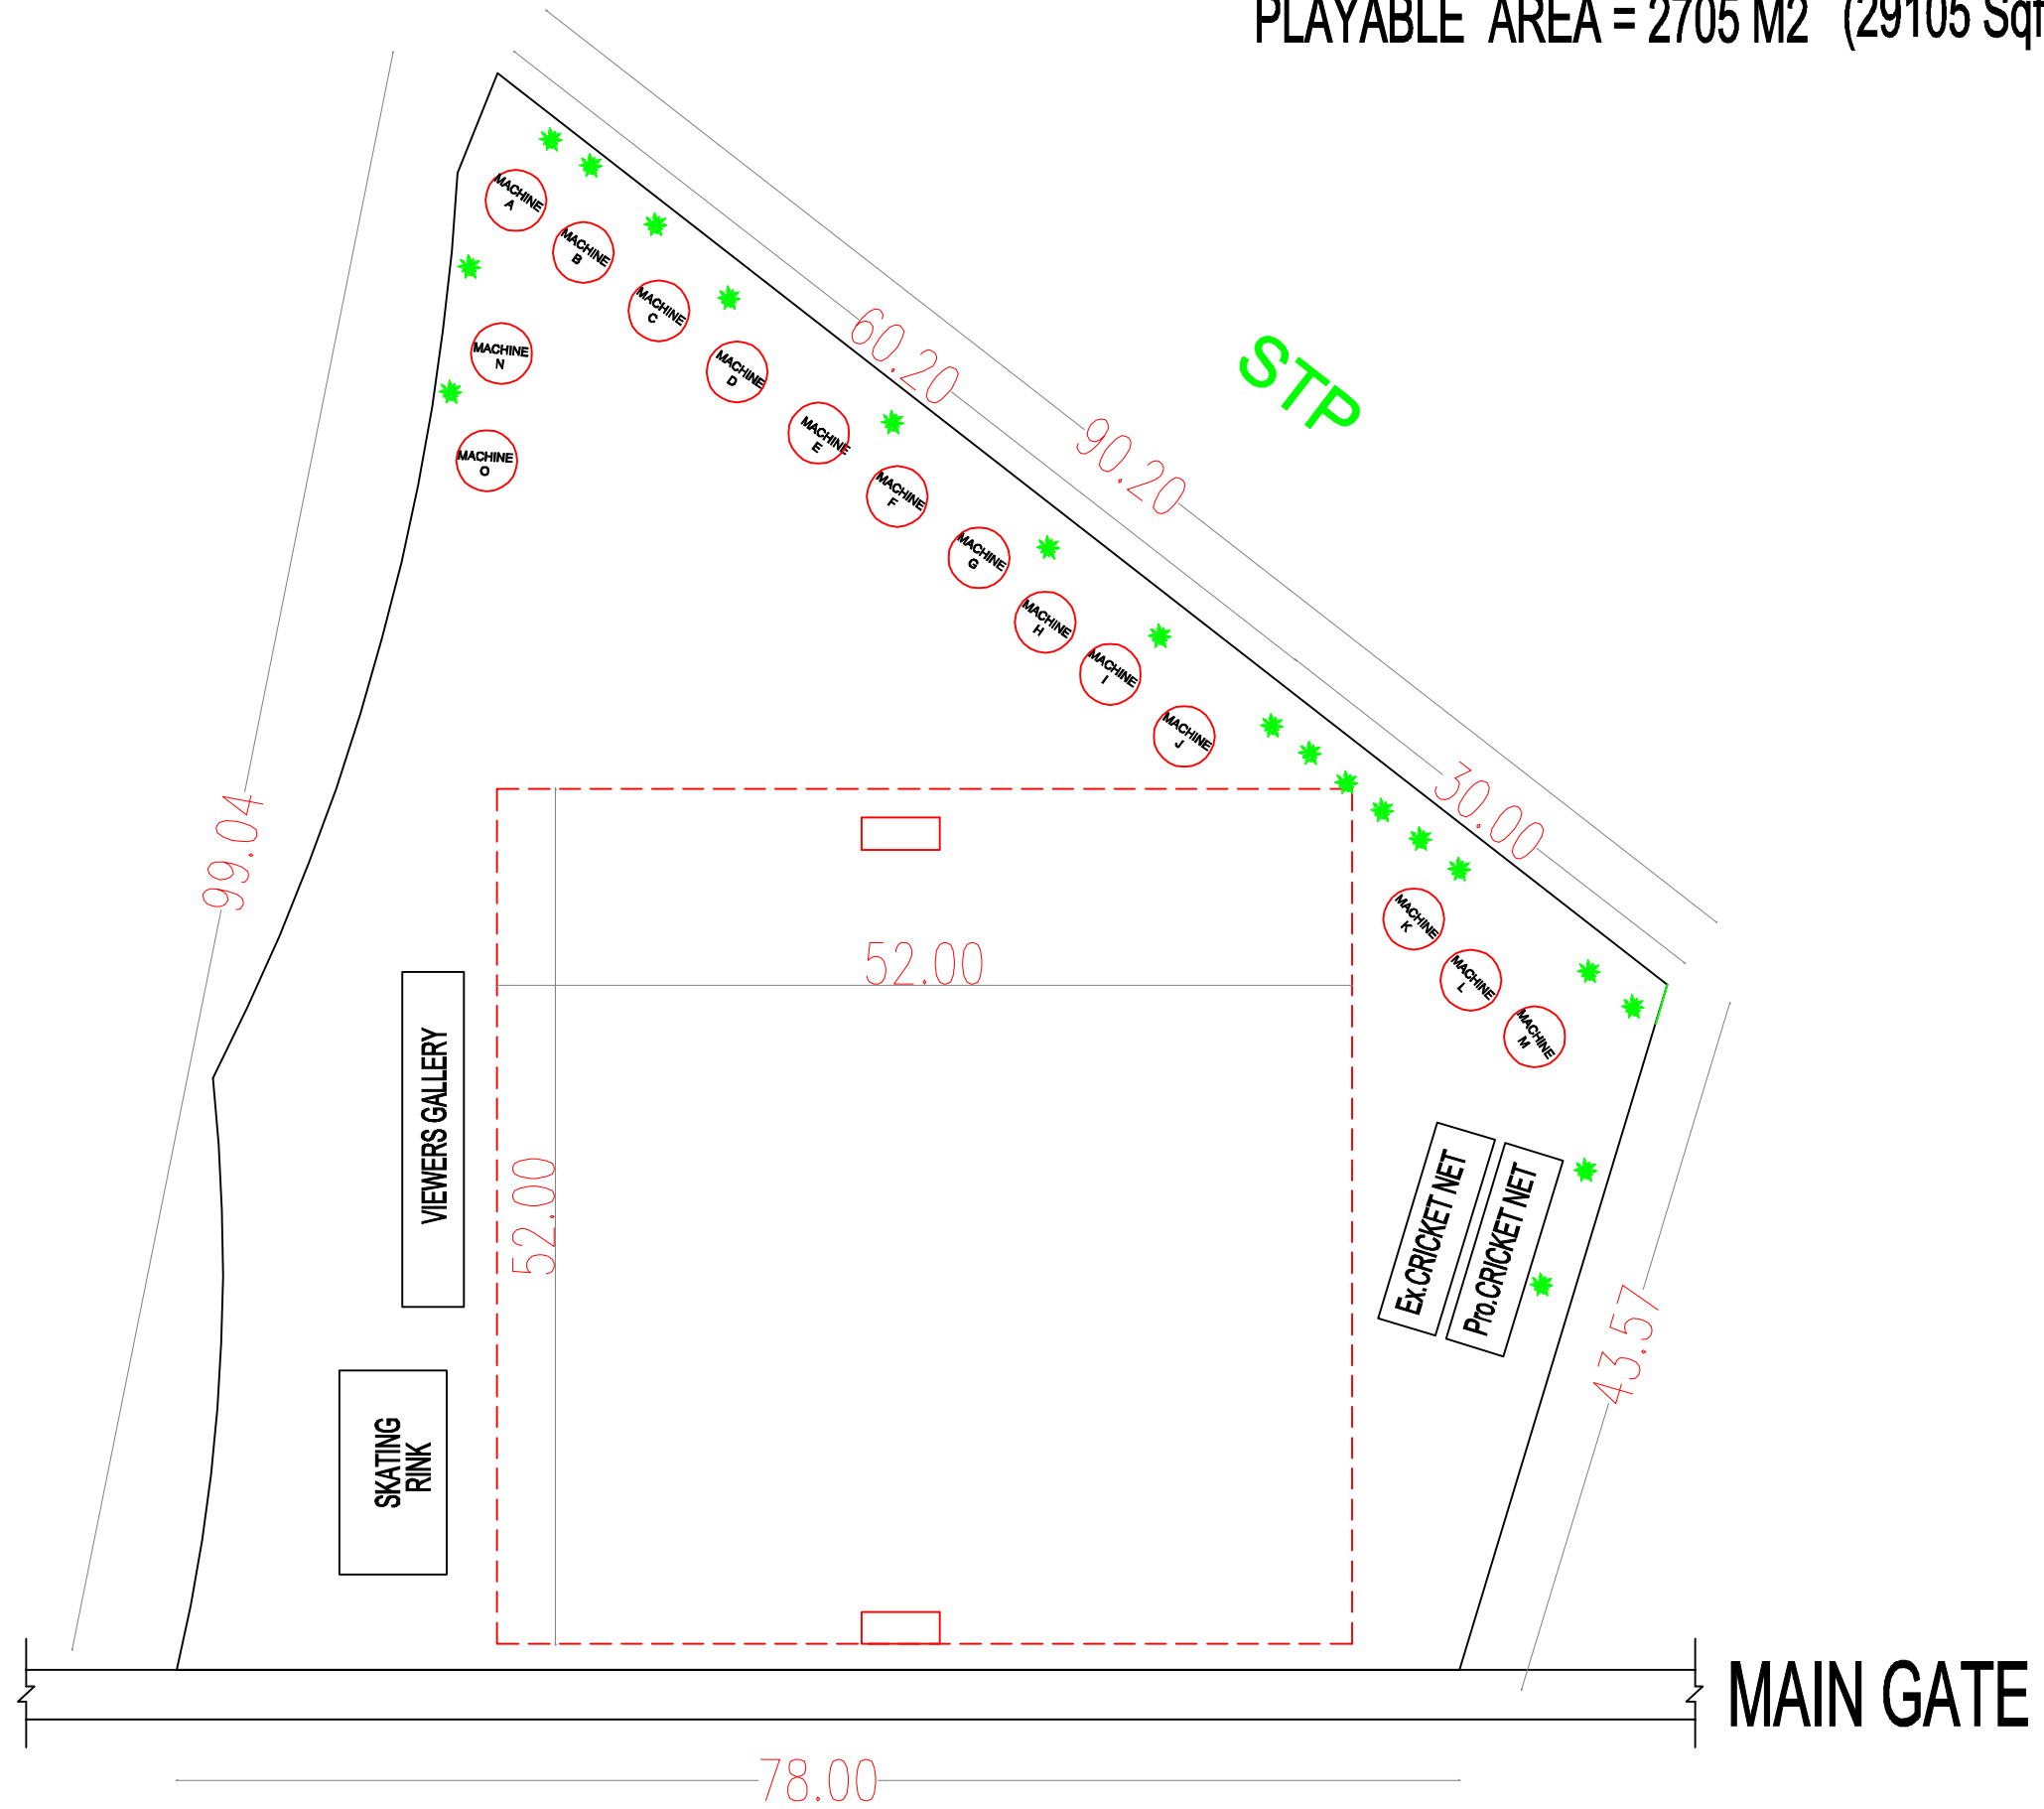 PLAYABLE AREA = 2705 M2 (29105 Sqf
MACHINE
A
MACHINE
B
MACHINE
C
MACHINE
D
MACHINE
E
MACHINE
F
MACHINE
G
MACHINE
H
MACHINE
I
MACHINE
J
MACHINE
K
MACHINE
L
MACHINE
M
MACHINE
N
MACHINE
O
60.20
90.20
STP
30.00
99.04
52.00
52.00
VIEWERS GALLERY
SKATING
RINK
Ex.CRICKET NET
Pro.CRICKET NET
43.57
MAIN GATE
78.00